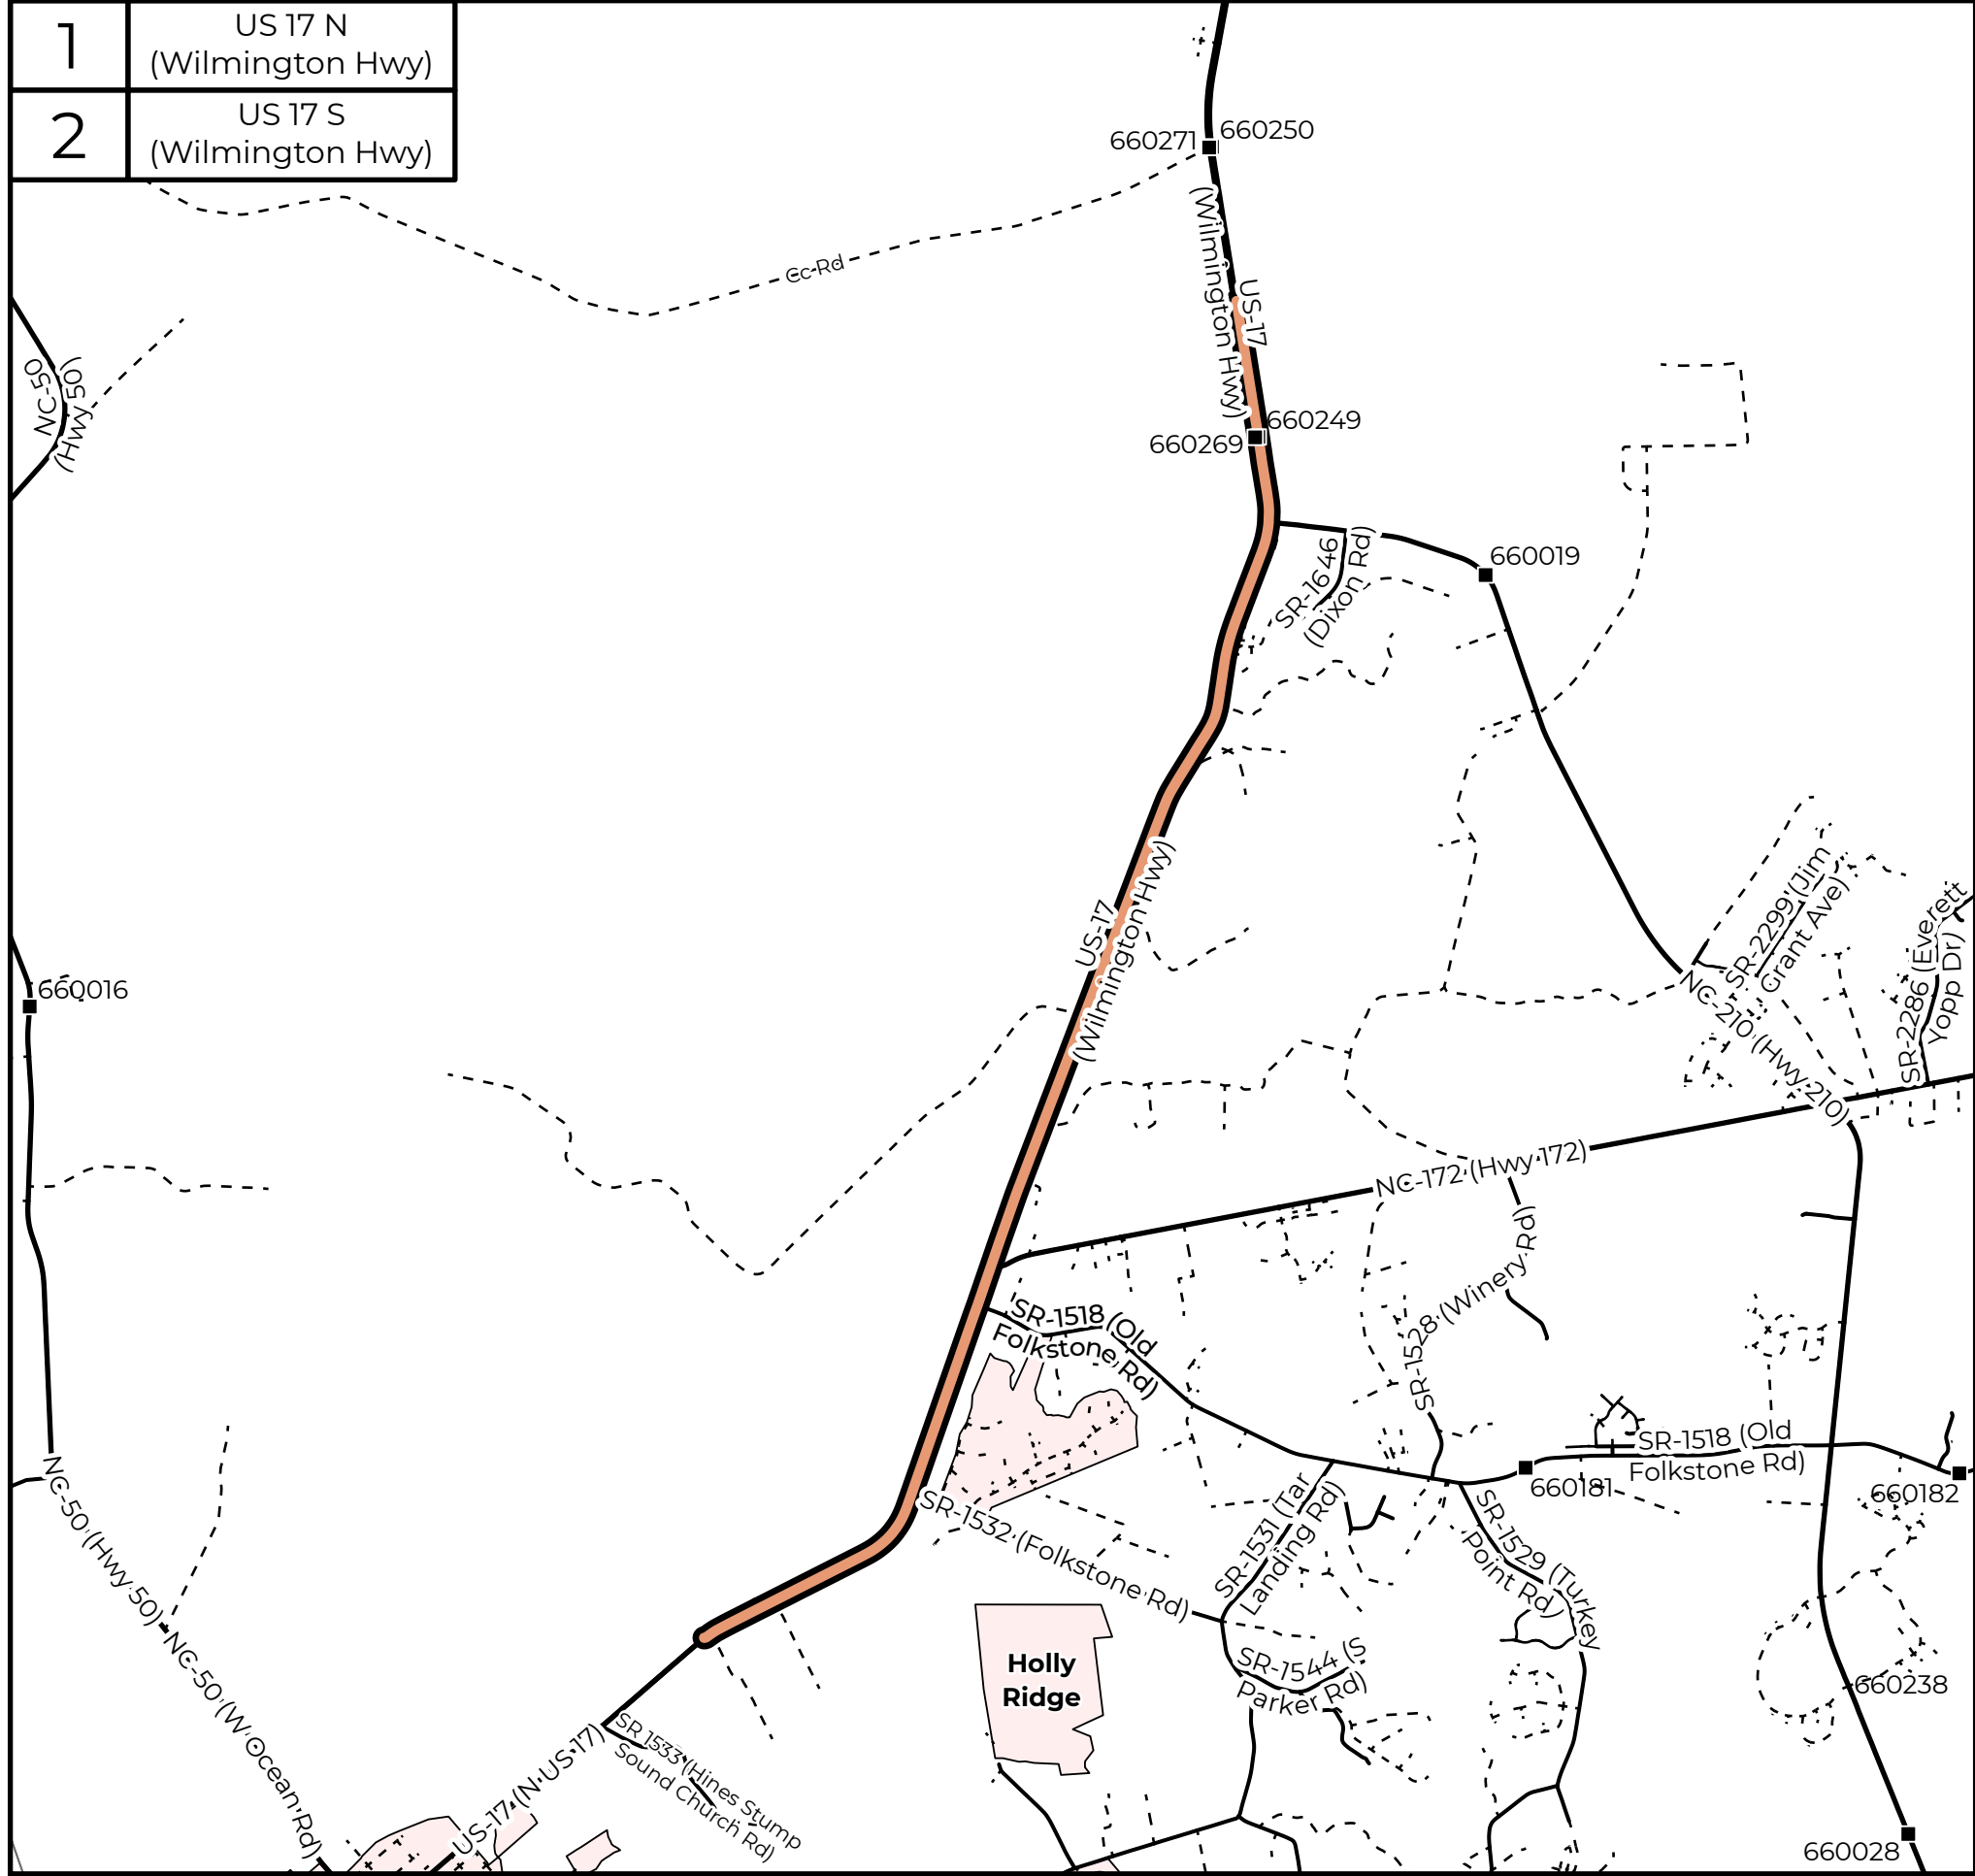 1
US 17 N
(Wilmington Hwy)
2
US 17 S
(Wilmington Hwy)
660271
660250
(Wilmington Hwy)
US-17
Cc Rd
NC-50
(Hwy 50)
660249
660269
660019
SR-1646
(Dixon Rd)
US-17
(Wilmington Hwy)
SR-2299 (Jim
Grant Ave)
SR-2286 (Everett
Yopp Dr)
660016
NC-210 (Hwy 210)
NC-172 (Hwy 172)
SR-1518 (Old
Folkstone Rd)
SR-1528 (Winery Rd)
SR-1518 (Old
Folkstone Rd)
660181
660182
NC-50 (Hwy 50)
SR-1532 (Folkstone Rd)
SR-1531 (Tar
Landing Rd)
SR-1529 (Turkey
Point Rd)
NC-50 (W Ocean Rd)
Holly
Ridge
SR-1544 (S
Parker Rd)
660238
US-17 (N US 17)
SR 1533 (Hines Stump
Sound Church Rd)
660028